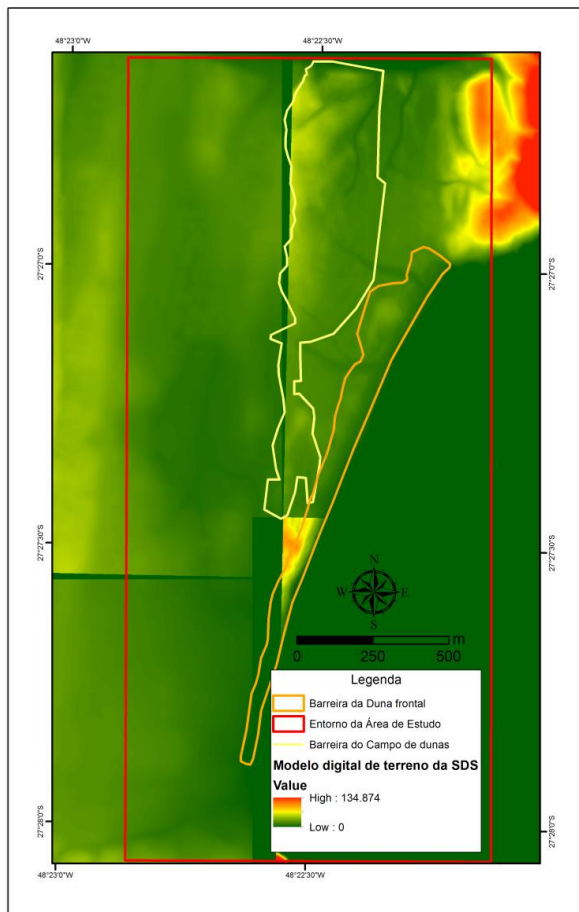 48°23'0"W
48°22'30"W
27°27'0"S
27°27'0"S
27°27'30"S
27°27'30"S
N
W
E
S
m
0
250
500
Legenda
Barreira da Duna frontal
Entorno da Área de Estudo
Barreira do Campo de dunas
Modelo digital de terreno da SDS
Value
High : 134.874
Low : 0
27°28'0"S
27°28'0"S
48°23'0"W
48°22'30"W